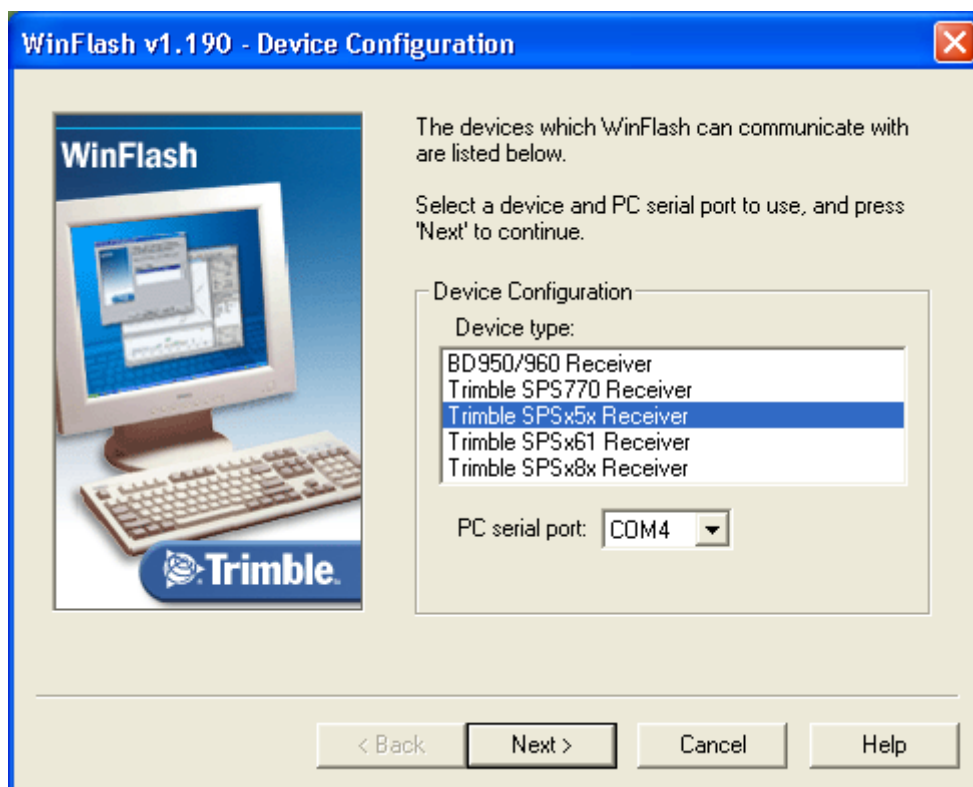 WinFlash v1.190 - Device Configuration
WinFlash
Trimble.
The devices which WinFlash can communicate with
are listed below.
Select a device and PC serial port to use, and press
'Next' to continue.
Device Configuration
Device type:
BD950/960 Receiver
Trimble SPS770 Receiver
Trimble SPSx5x Receiver
Trimble SPSx61 Receiver
Trimble SPSx8x Receiver
PC serial port: COM4
< Back Next > Cancel Help